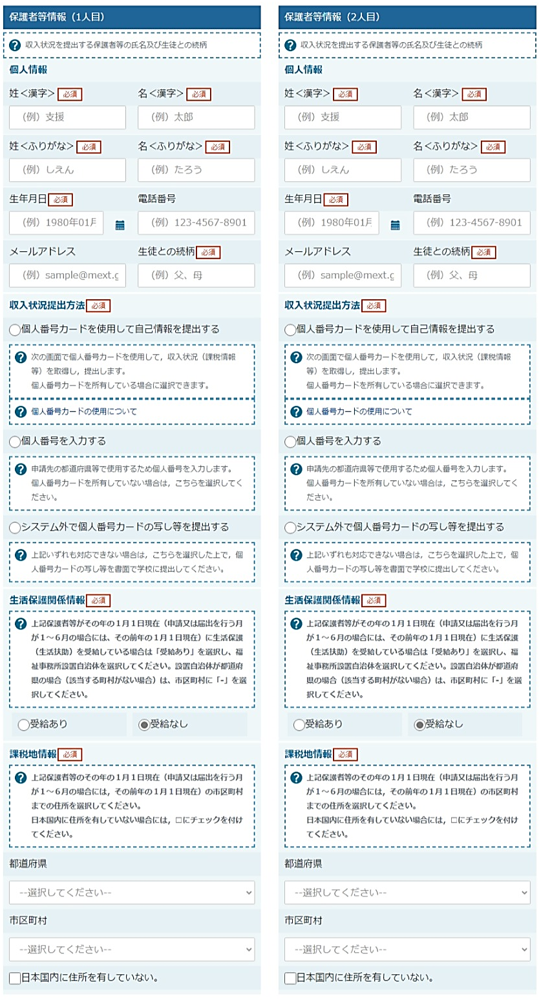 保護者等情報（1人目）
収入状況を提出する保護者等の氏名及び生徒との続柄
個人情報
姓＜漢字＞ 必須 名＜漢字＞ 必須
（例）支援 （例）太郎
姓＜ふりがな＞ 必須 名＜ふりがな＞ 必須
（例）しえん （例）たろう
生年月日 必須 電話番号
（例）1980年01月 （例）123-4567-8901
メールアドレス 生徒との続柄 必須
（例）sample@mext.g （例）父、母
収入状況提出方法 必須
個人番号カードを使用して自己情報を提出する
次の画面で個人番号カードを使用して，収入状況（課税情報
等）を取得し，提出します。
個人番号カードを所有している場合に選択できます。
個人番号カードの使用について
個人番号を入力する
申請先の都道府県等で使用するため個人番号を入力します。
個人番号カードを所有していない場合は，こちらを選択してく
ださい。
システム外で個人番号カードの写し等を提出する
上記いずれも対応できない場合は，こちらを選択した上で，個
人番号カードの写し等を書面で学校に提出してください。
生活保護関係情報 必須
上記保護者等がその年の１月１日現在（申請又は届出を行う月
が１～６月の場合には、その前年の１月１日現在）に生活保護
（生活扶助）を受給している場合は「受給あり」を選択し、福
祉事務所設置自治体を選択してください。設置自治体が都道府
県の場合（該当する町村がない場合）は、市区町村に「-」を選
択してください。
受給あり 受給なし
課税地情報 必須
上記保護者等のその年の１月１日現在（申請又は届出を行う月
が１～６月の場合には，その前年の１月１日現在）の市区町村
までの住所を選択してください。
日本国内に住所を有していない場合には，□にチェックを付け
てください。
都道府県
--選択してください--
市区町村
--選択してください--
日本国内に住所を有していない。
保護者等情報（2人目）
収入状況を提出する保護者等の氏名及び生徒との続柄
個人情報
姓＜漢字＞ 必須 名＜漢字＞ 必須
（例）支援 （例）太郎
姓＜ふりがな＞ 必須 名＜ふりがな＞ 必須
（例）しえん （例）たろう
生年月日 必須 電話番号
（例）1980年01月 （例）123-4567-8901
メールアドレス 生徒との続柄 必須
（例）sample@mext.g （例）父、母
収入状況提出方法 必須
個人番号カードを使用して自己情報を提出する
次の画面で個人番号カードを使用して，収入状況（課税情報
等）を取得し，提出します。
個人番号カードを所有している場合に選択できます。
個人番号カードの使用について
個人番号を入力する
申請先の都道府県等で使用するため個人番号を入力します。
個人番号カードを所有していない場合は，こちらを選択してく
ださい。
システム外で個人番号カードの写し等を提出する
上記いずれも対応できない場合は，こちらを選択した上で，個
人番号カードの写し等を書面で学校に提出してください。
生活保護関係情報 必須
上記保護者等がその年の１月１日現在（申請又は届出を行う月
が１～６月の場合には、その前年の１月１日現在）に生活保護
（生活扶助）を受給している場合は「受給あり」を選択し、福
祉事務所設置自治体を選択してください。設置自治体が都道府
県の場合（該当する町村がない場合）は、市区町村に「-」を選
択してください。
受給あり 受給なし
課税地情報 必須
上記保護者等のその年の１月１日現在（申請又は届出を行う月
が１～６月の場合には，その前年の１月１日現在）の市区町村
までの住所を選択してください。
日本国内に住所を有していない場合には，□にチェックを付け
てください。
都道府県
--選択してください--
市区町村
--選択してください--
日本国内に住所を有していない。